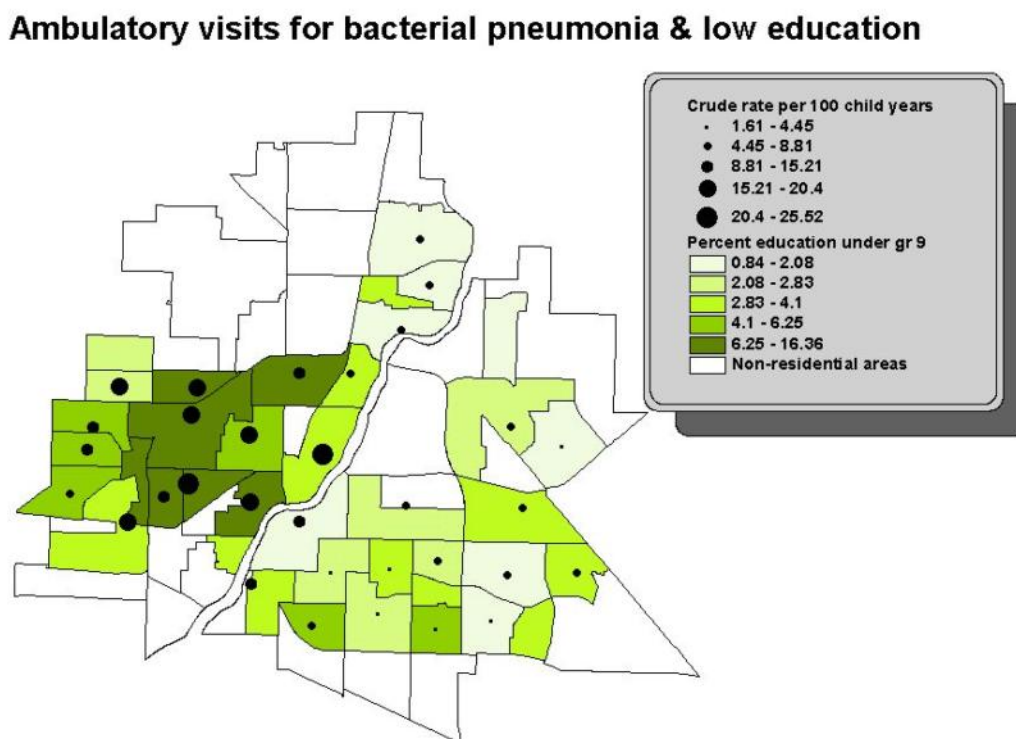 Ambulatory visits for bacterial pneumonia & low education
Crude rate per 100 child years
1.61 - 4.45
4.45 - 8.81
8.81 - 15.21
15.21 - 20.4
20.4 - 25.52
Percent education under gr 9
0.84 - 2.08
2.08 - 2.83
2.83 - 4.1
4.1 - 6.25
6.25 - 16.36
Non-residential areas